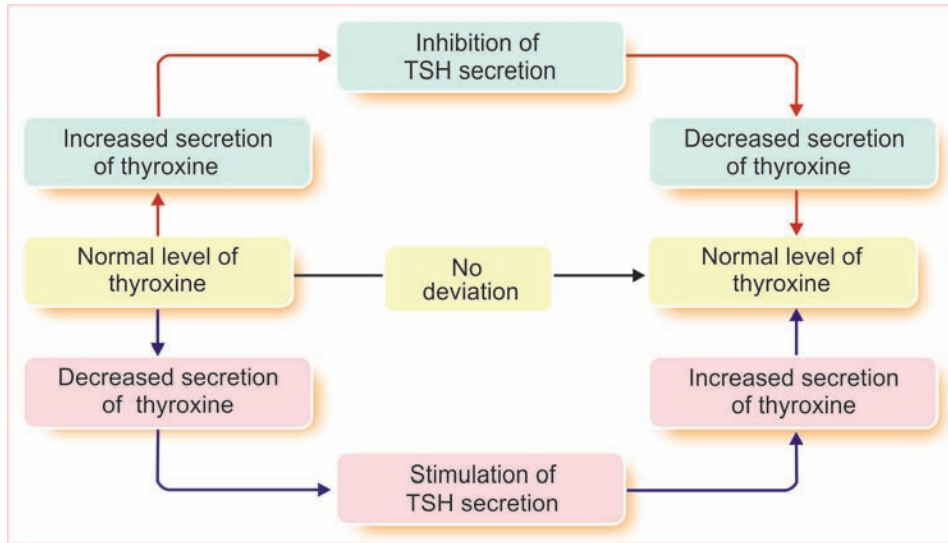 Inhibition of
TSH secretion
Increased secretion
of thyroxine
Decreased secretion
of thyroxine
Normal level of
thyroxine
No
deviation
Normal level of
thyroxine
Decreased secretion
of thyroxine
Increased secretion
of thyroxine
Stimulation of
TSH secretion